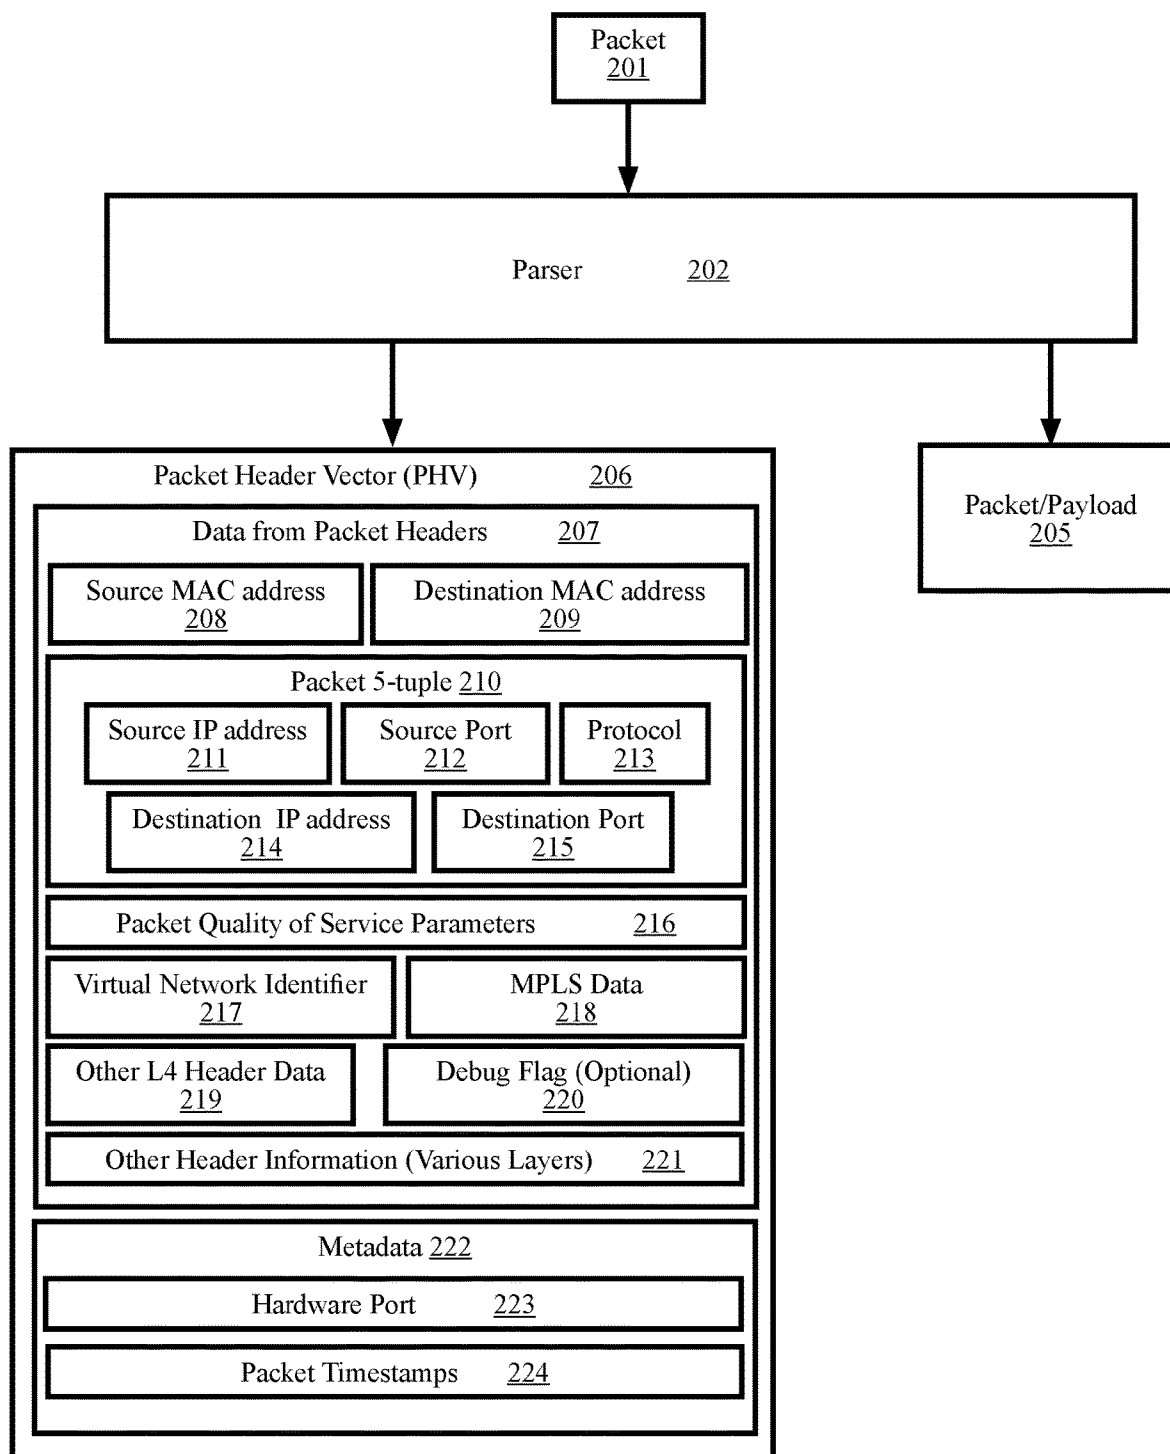 Packet
201
Parser 202
Packet Header Vector (PHV) 206
Data from Packet Headers 207
Source MAC address
208
Destination MAC address
209
Packet 5-tuple 210
Source IP address
211
Source Port
212
Protocol
213
Destination IP address
214
Destination Port
215
Packet Quality of Service Parameters 216
Virtual Network Identifier
217
MPLS Data
218
Other L4 Header Data
219
Debug Flag (Optional)
220
Other Header Information (Various Layers) 221
Metadada 222
Hardware Port 223
Packet Timestamps 224
Packet/Payload
205